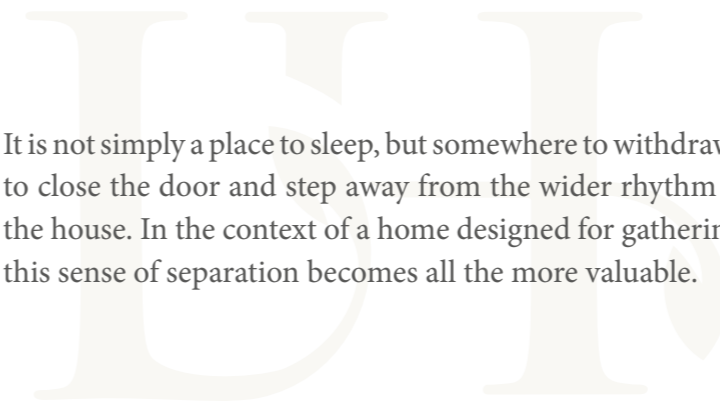 It is not simply a place to sleep, but somewhere to withdraw
to close the door and step away from the wider rhythm
the house. In the context of a home designed for
this sense of separation becomes all the more valuable.